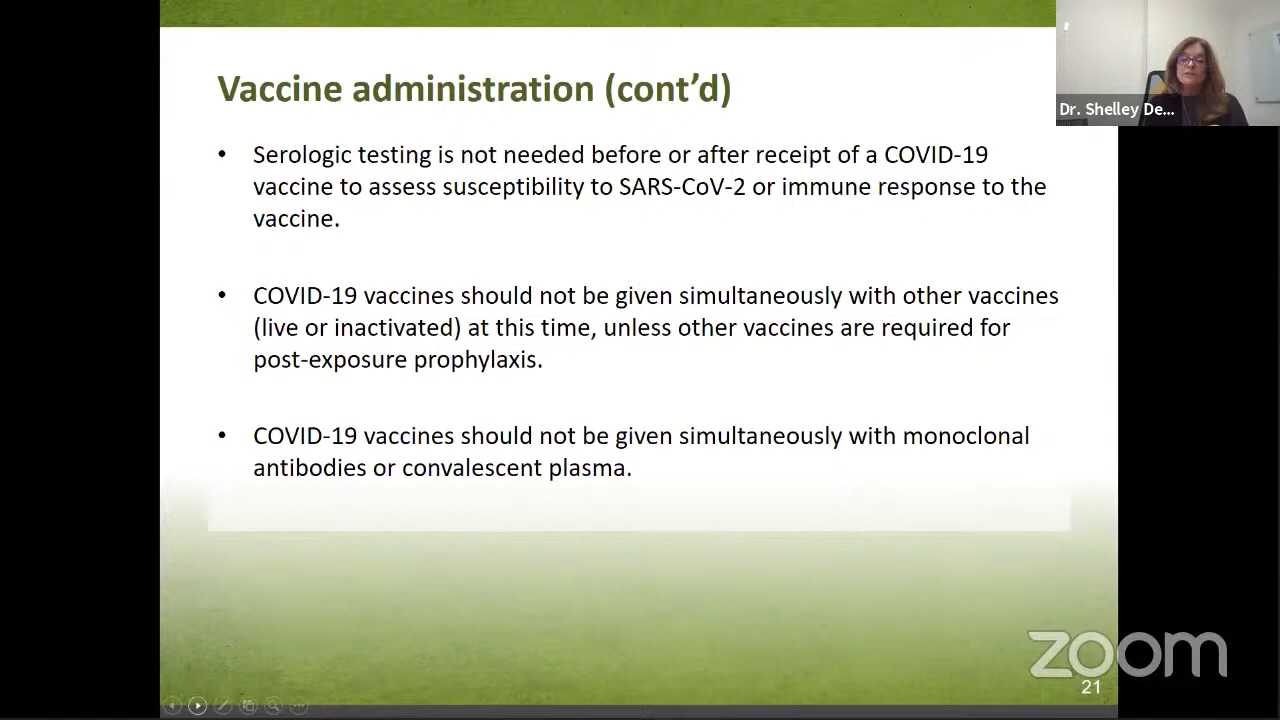 Vaccine administration (cont’d)
Dr. Shelley De...
• Serologic testing is not needed before or after receipt of a COVID-19
vaccine to assess susceptibility to SARS-CoV-2 or immune response to the
vaccine.
• COVID-19 vaccines should not be given simultaneously with other vaccines
(live or inactivated) at this time, unless other vaccines are required for
post-exposure prophylaxis.
• COVID-19 vaccines should not be given simultaneously with monoclonal
antibodies or convalescent plasma.
zoom
21